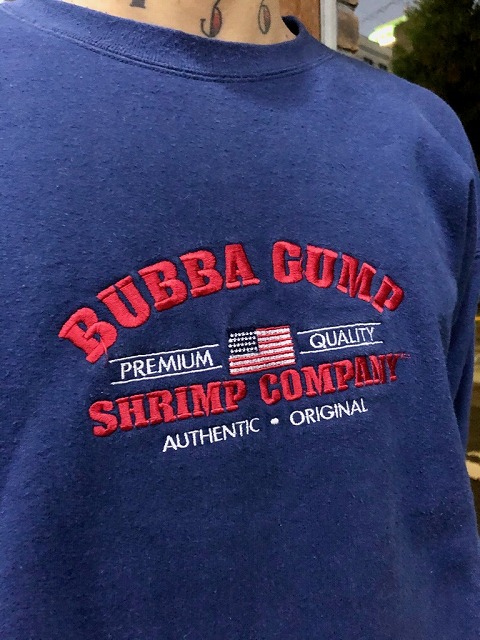 BUBBA GUMP
PREMIUM QUALITY
SHRIMP COMPANY
AUTHENTIC • ORIGINAL